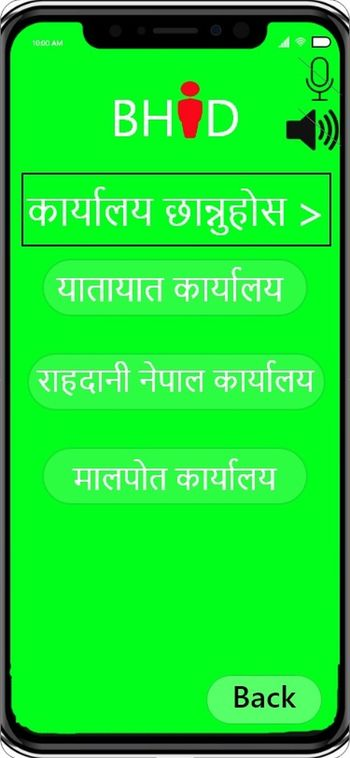 10:00 AM
BHID
कार्यालय छान्नुहोस >
यातायात कार्यालय
राहदानी नेपाल कार्यालय
मालपोत कार्यालय
Back